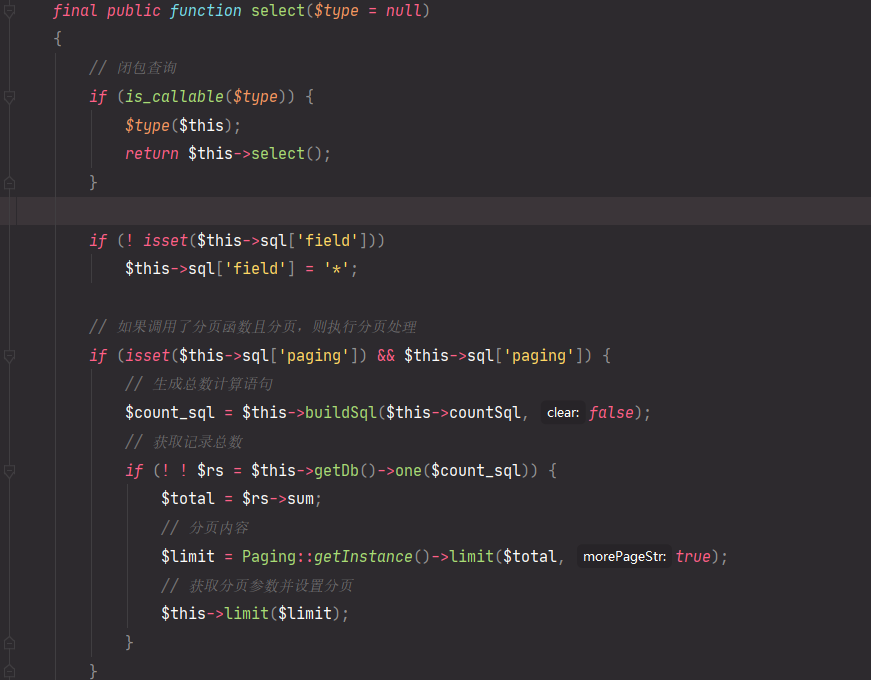 final public function select($type = null)
{
// 闭包查询
if (is_callable($type)) {
$type($this);
return $this->select();
}
if (! isset($this->sql['field']))
$this->sql['field'] = '*';
// 如果调用了分页函数且分页，则执行分页处理
if (isset($this->sql['paging']) && $this->sql['paging']) {
// 生成总数计算语句
$count_sql = $this->buildSql($this->countSql, clear: false);
// 获取记录总数
if (! ! $rs = $this->getDb()->one($count_sql)) {
$total = $rs->sum;
// 分页内容
$limit = Paging::getInstance()->limit($total, morePageStr: true);
// 获取分页参数并设置分页
$this->limit($limit);
}
}